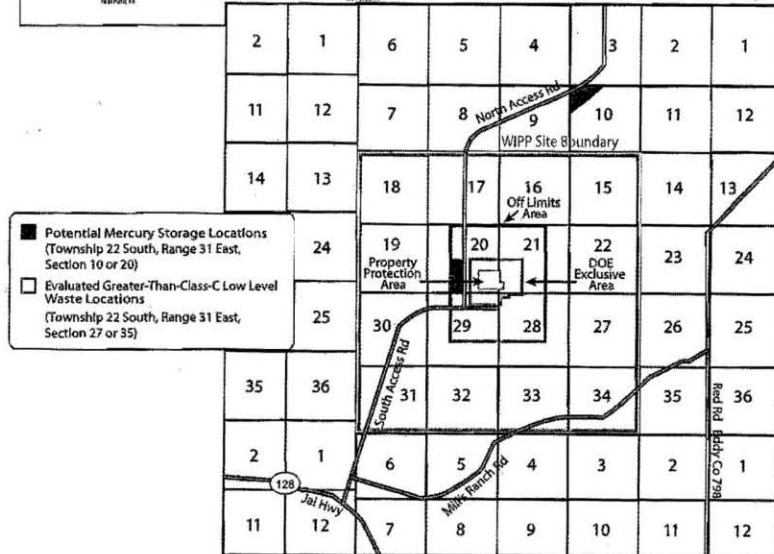 2 1 6 5 4 3 2 1
North Access Rd
11 12 7 8 9 10 11 12
WIPP Site Boundary
14 13 18 17 16 15 14 13
Off Limits
Area
Potential Mercury Storage Locations
(Township 22 South, Range 31 East,
Section 10 or 20)
Evaluated Greater-Than-Class-C Low Level
Waste Locations
(Township 22 South, Range 31 East,
Section 27 or 35)
24 19 20 21 22 23 24
Property
Protection
Area
DOE
Exclusive
Area
25 30 29 28 27 26 25
South Access Rd
35 36 31 32 33 34 35 36
Red Rd Eddy Co 798
2 1 6 5 4 3 2 1
Mills Ranch Rd
128
Jal Hwy
11 12 7 8 9 10 11 12